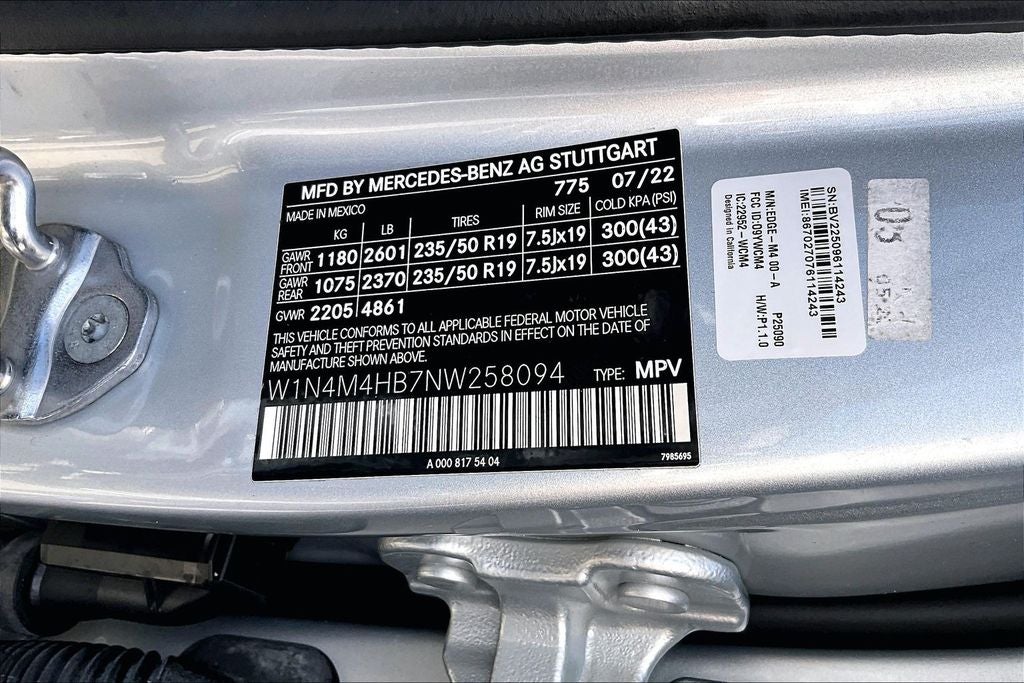 MFD BY MERCEDES-BENZ AG STUTTGART
MADE IN MEXICO 775 07/22
KG LB TIRES RIM SIZE COLD KPA (PSI)
GAWR FRONT 1180 2601 235/50 R19 7.5Jx19 300(43)
GAWR REAR 1075 2370 235/50 R19 7.5Jx19 300(43)
GVWR 2205 4861
THIS VEHICLE CONFORMS TO ALL APPLICABLE FEDERAL MOTOR VEHICLE
SAFETY AND THEFT PREVENTION STANDARDS IN EFFECT ON THE DATE OF
MANUFACTURE SHOWN ABOVE.
W1N4M4HB7NW258094 TYPE: MPV
A 000 817 54 04 7985695
SN:BV225096114243
IMEI:867027076114243
M/N:EDGE-M4 00-A P25090
FCC ID:O9YWCM4 H/W:P1.1.0
IC:22952-WCM4
Designed in California
03